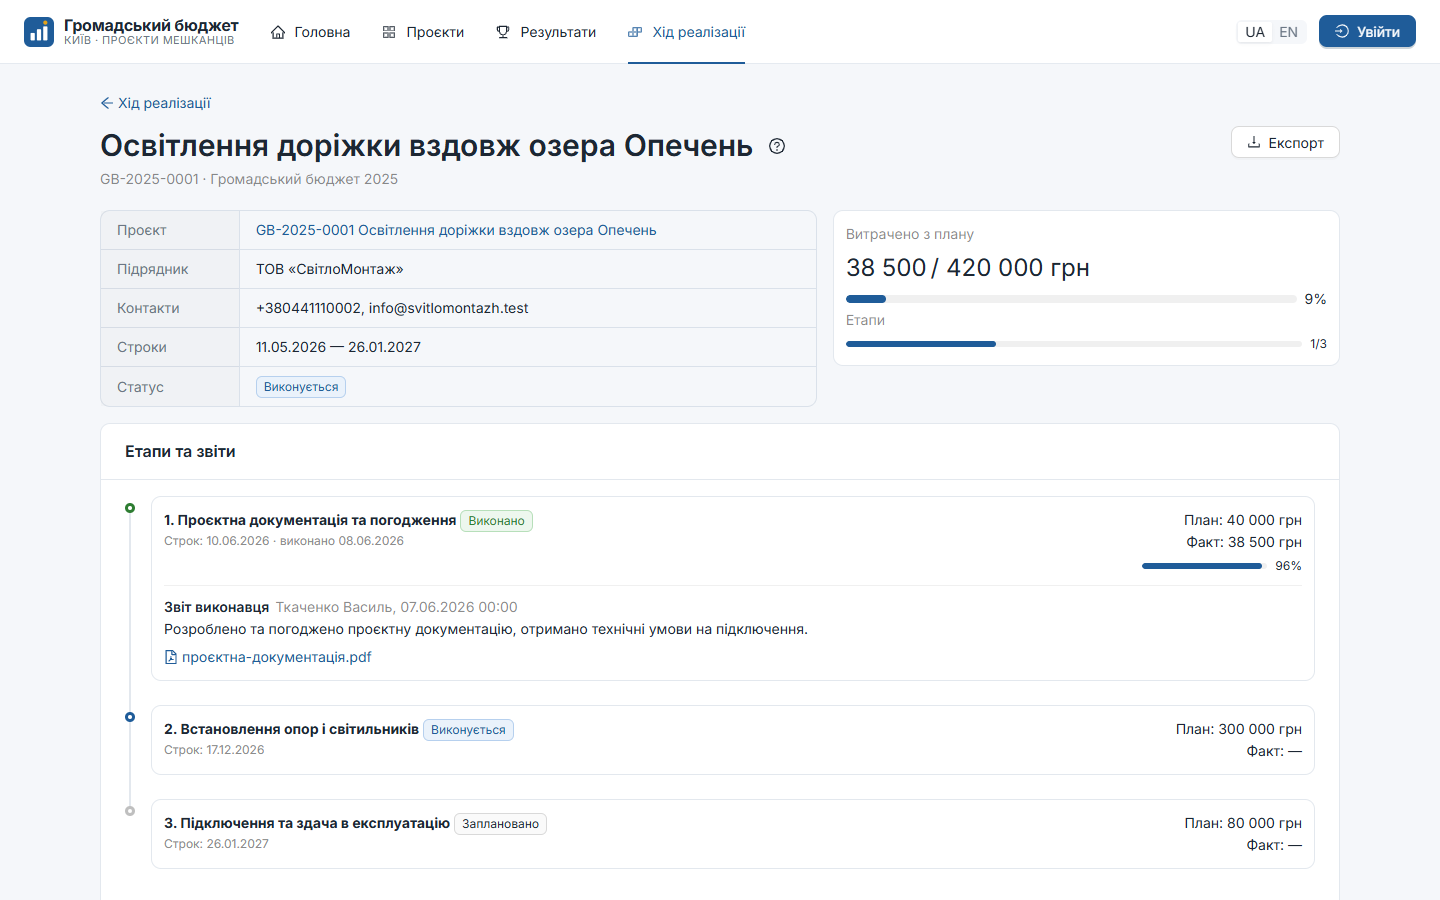 Громадський бюджет
КИЇВ · ПРОЄКТИ МЕШКАНЦІВ
Головна
Проєкти
Результати
Хід реалізації
UA EN
Увійти
Хід реалізації
Освітлення доріжки вздовж озера Опечень
Експорт
GB-2025-0001 · Громадський бюджет 2025
Проєкт
GB-2025-0001 Освітлення доріжки вздовж озера Опечень
Підрядник
ТОВ «СвітлоМонтаж»
Контакти
+380441110002, info@svitlomontazh.test
Строки
11.05.2026 — 26.01.2027
Статус
Виконується
Витрачено з плану
38 500 / 420 000 грн
9%
Етапи
1/3
Етапи та звіти
1. Проєктна документація та погодження Виконано
Строк: 10.06.2026 · виконано 08.06.2026
План: 40 000 грн
Факт: 38 500 грн
96%
Звіт виконавця Ткаченко Василь, 07.06.2026 00:00
Розроблено та погоджено проєктну документацію, отримано технічні умови на підключення.
проєктна-документація.pdf
2. Встановлення опор і світильників Виконується
Строк: 17.12.2026
План: 300 000 грн
Факт: —
3. Підключення та здача в експлуатацію Заплановано
Строк: 26.01.2027
План: 80 000 грн
Факт: —